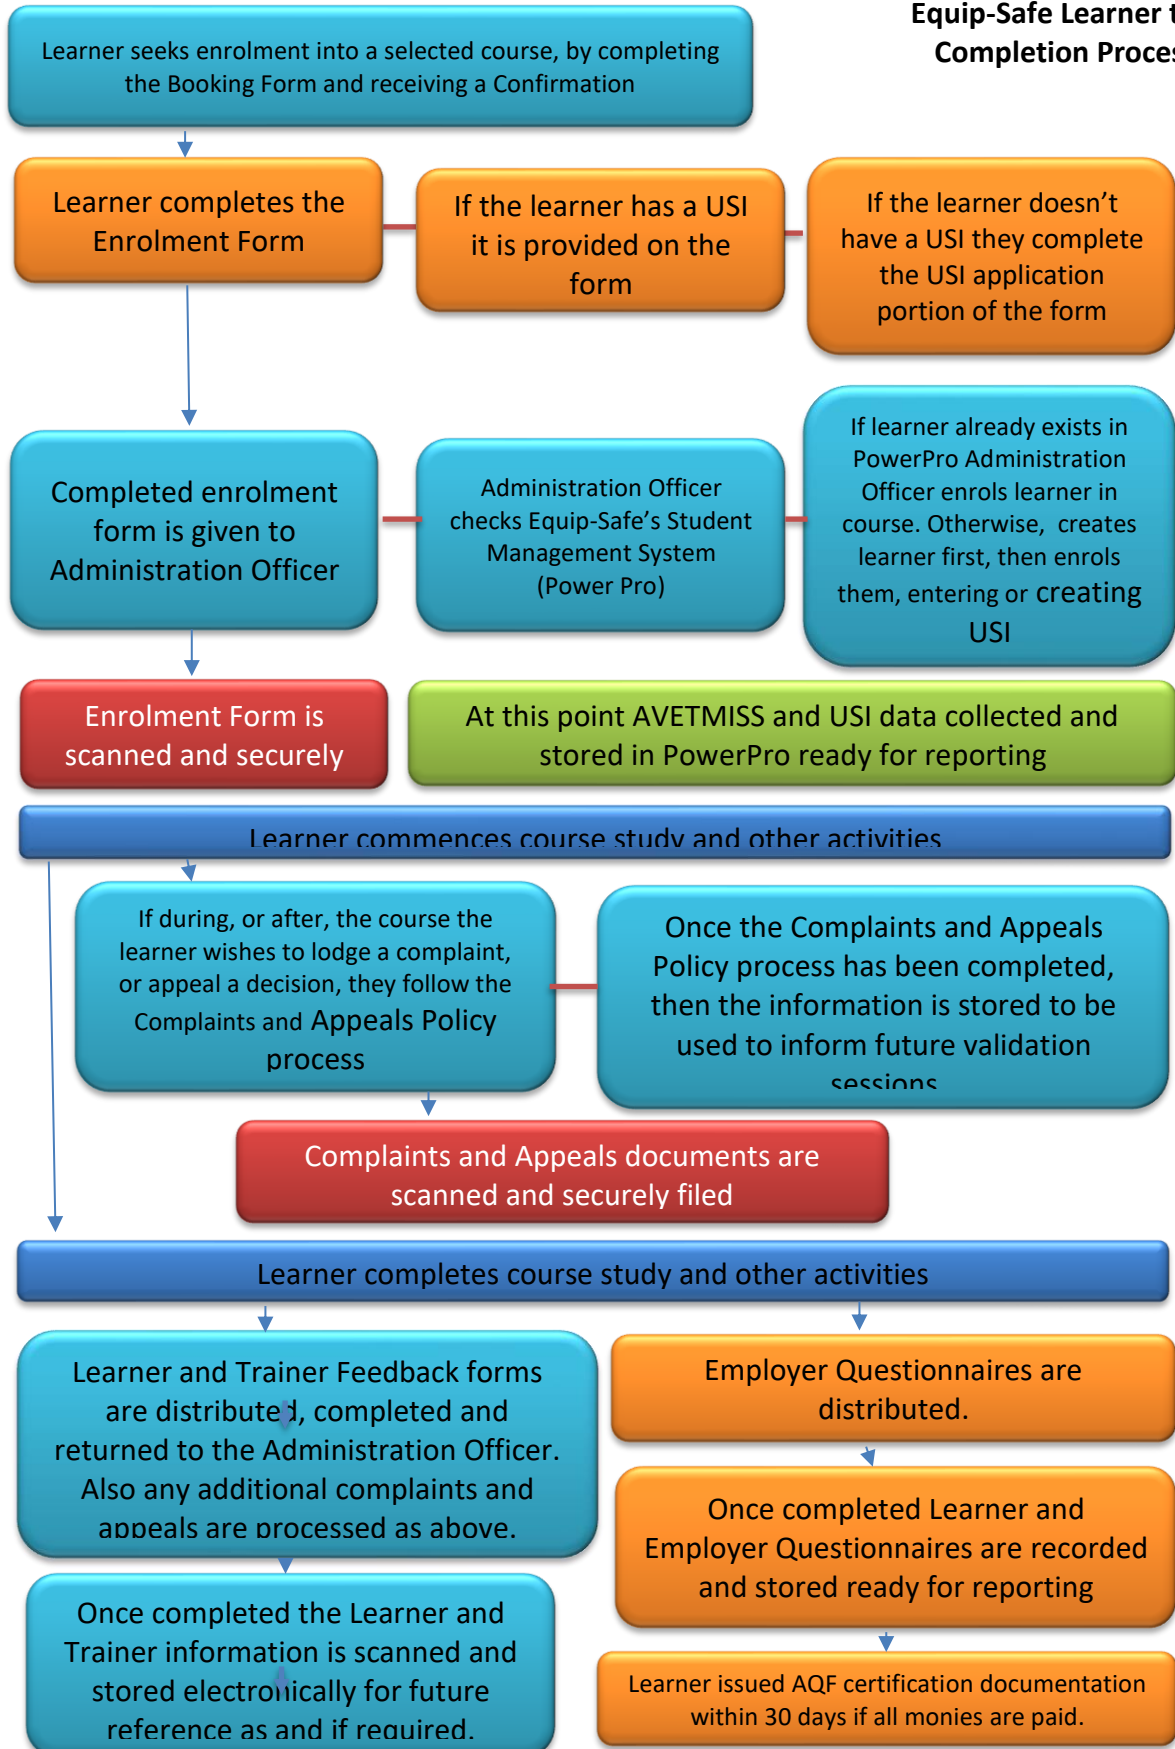 Equip-Safe Learner t
Completion Proces
Learner seeks enrolment into a selected course, by completing
the Booking Form and receiving a Confirmation
Learner completes the
Enrolment Form
If the learner has a USI
it is provided on the
form
If the learner doesn’t
have a USI they complete
the USI application
portion of the form
Completed enrolment
form is given to
Administration Officer
Administration Officer
checks Equip-Safe’s Student
Management System
(Power Pro)
If learner already exists in
PowerPro Administration
Officer enrols learner in
course. Otherwise, creates
learner first, then enrols
them, entering or creating
USI
Enrolment Form is
scanned and securely
At this point AVETMISS and USI data collected and
stored in PowerPro ready for reporting
Learner commences course study and other activities
If during, or after, the course the
learner wishes to lodge a complaint,
or appeal a decision, they follow the
Complaints and Appeals Policy
process
Once the Complaints and Appeals
Policy process has been completed,
then the information is stored to be
used to inform future validation
sessions
Complaints and Appeals documents are
scanned and securely filed
Learner completes course study and other activities
Learner and Trainer Feedback forms
are distributed, completed and
returned to the Administration Officer.
Also any additional complaints and
appeals are processed as above.
Employer Questionnaires are
distributed.
Once completed Learner and
Employer Questionnaires are recorded
and stored ready for reporting
Once completed the Learner and
Trainer information is scanned and
stored electronically for future
reference as and if required.
Learner issued AQF certification documentation
within 30 days if all monies are paid.